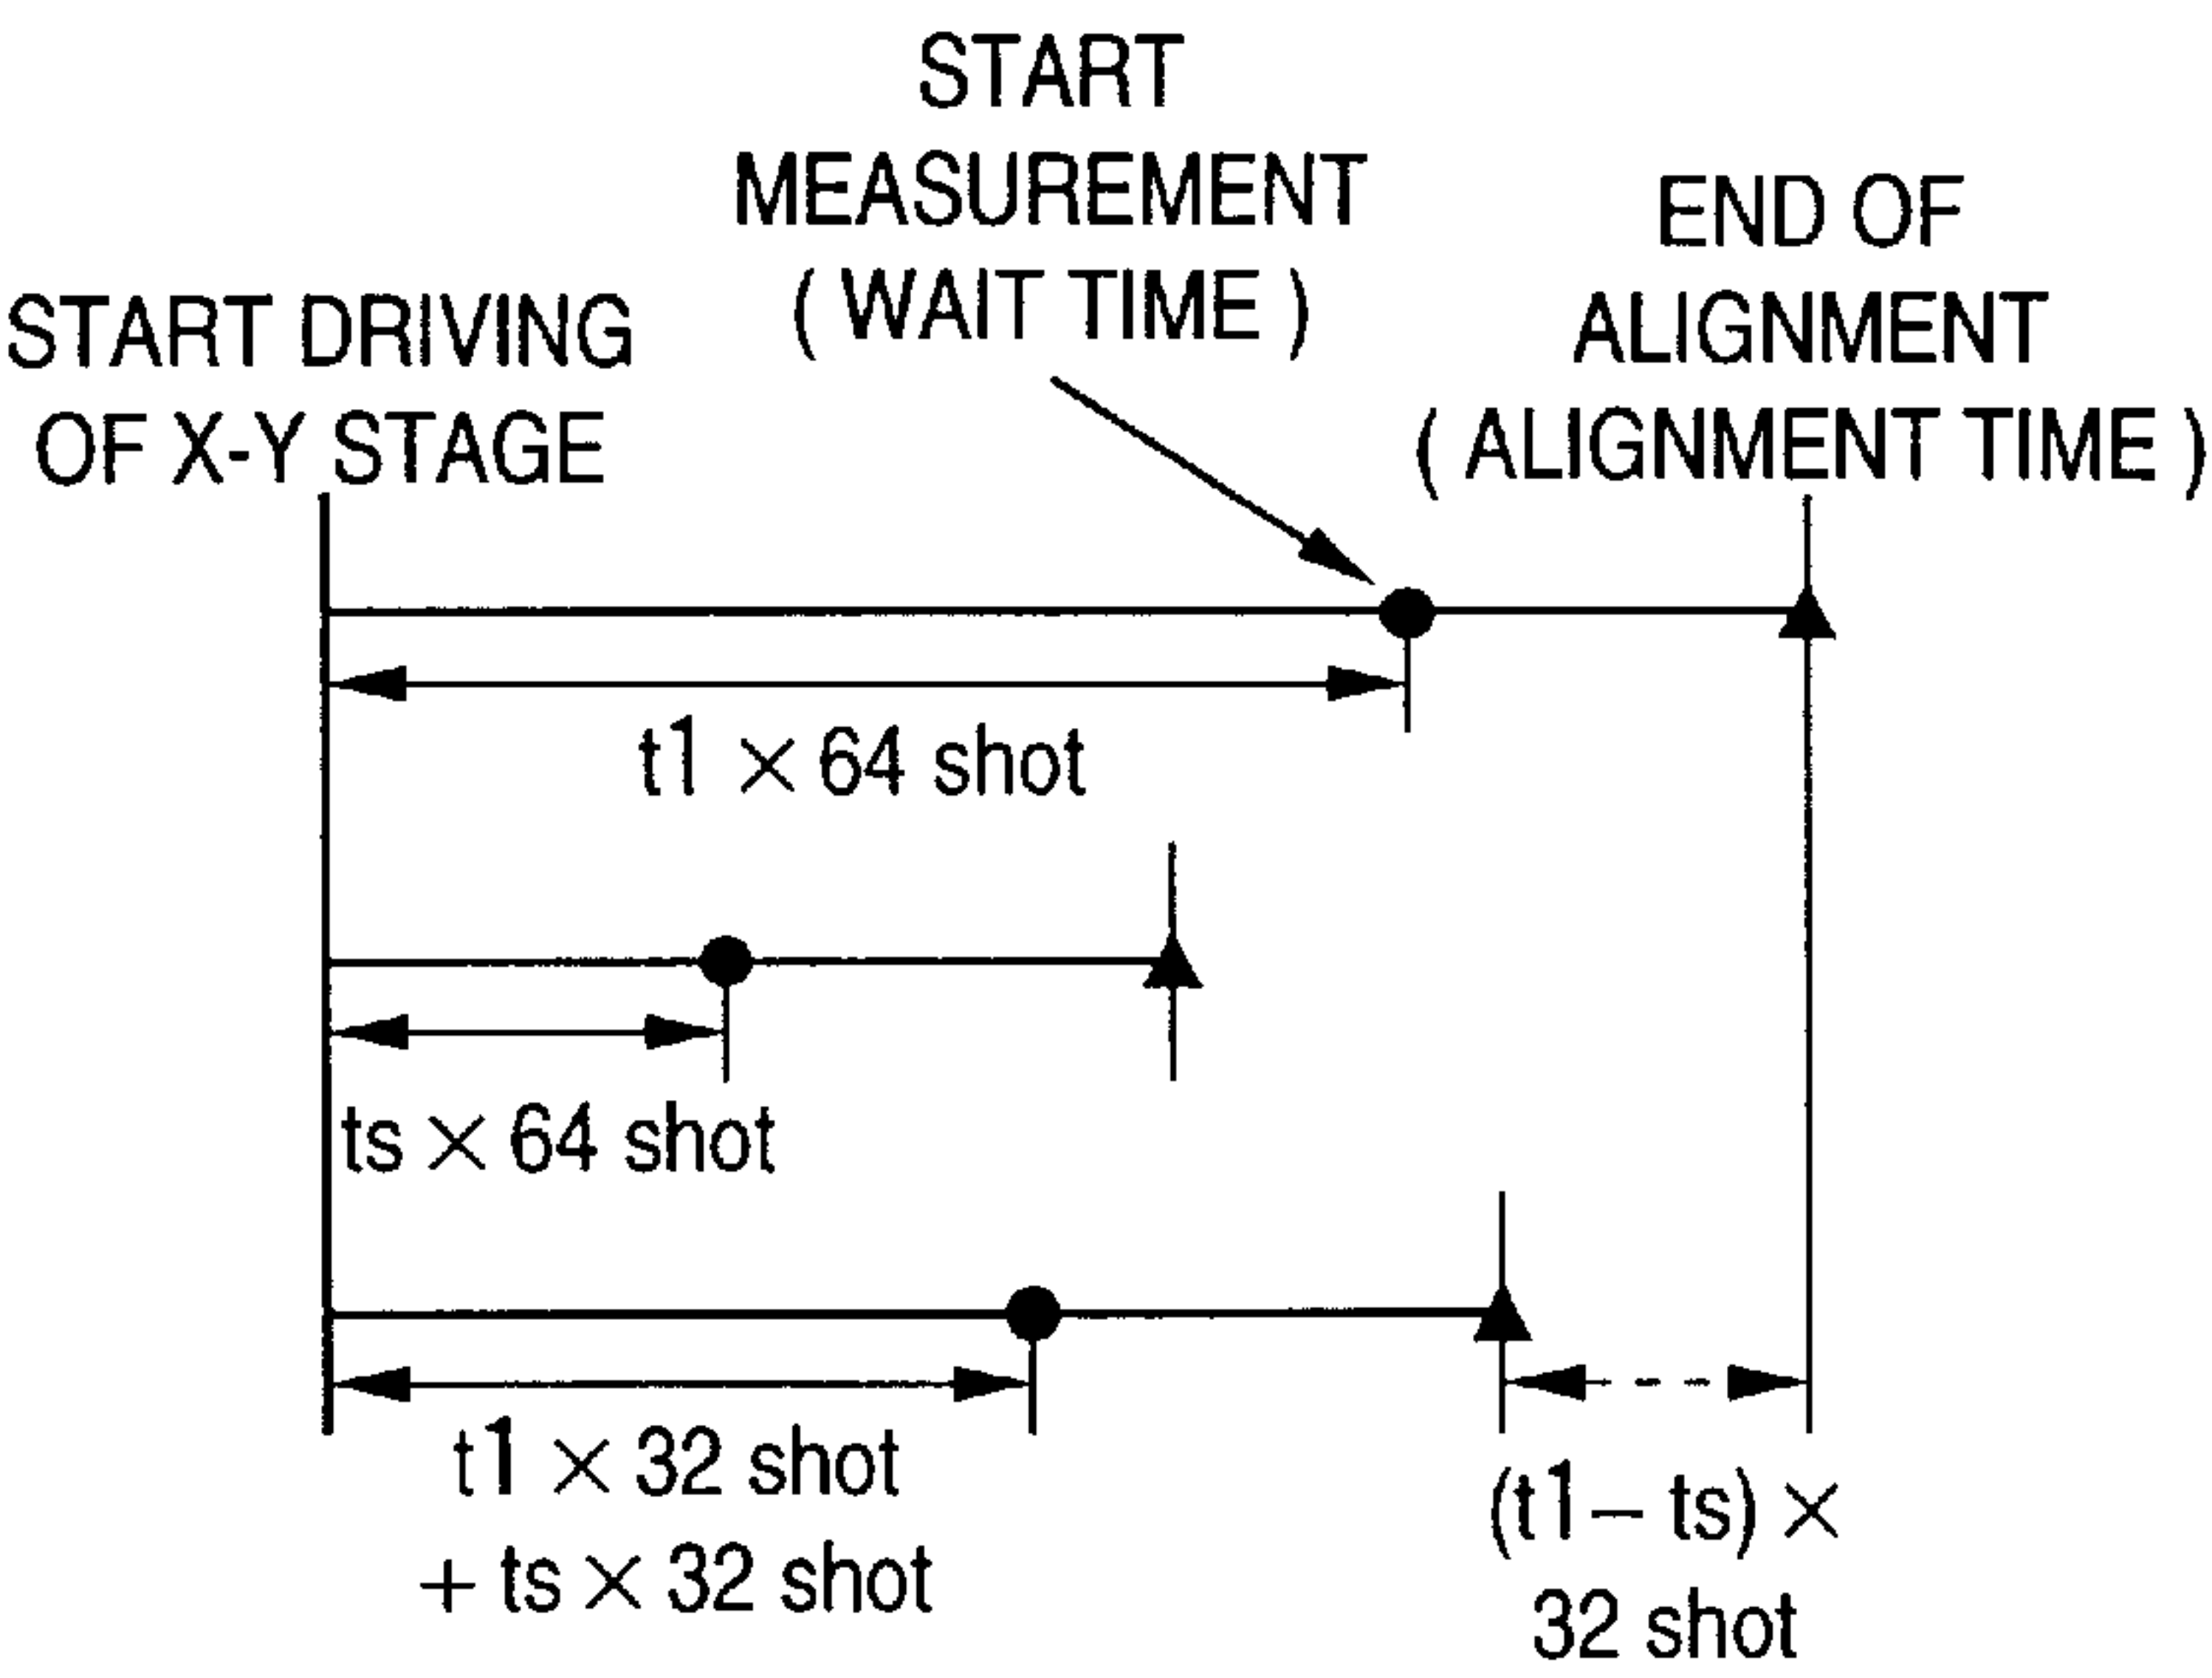 START
MEASUREMENT
( WAIT TIME )
END OF
ALIGNMENT
( ALIGNMENT TIME )
START DRIVING
OF X-Y STAGE
t1 × 64 shot
ts × 64 shot
t1 × 32 shot
+ ts × 32 shot
(t1 – ts) ×
32 shot